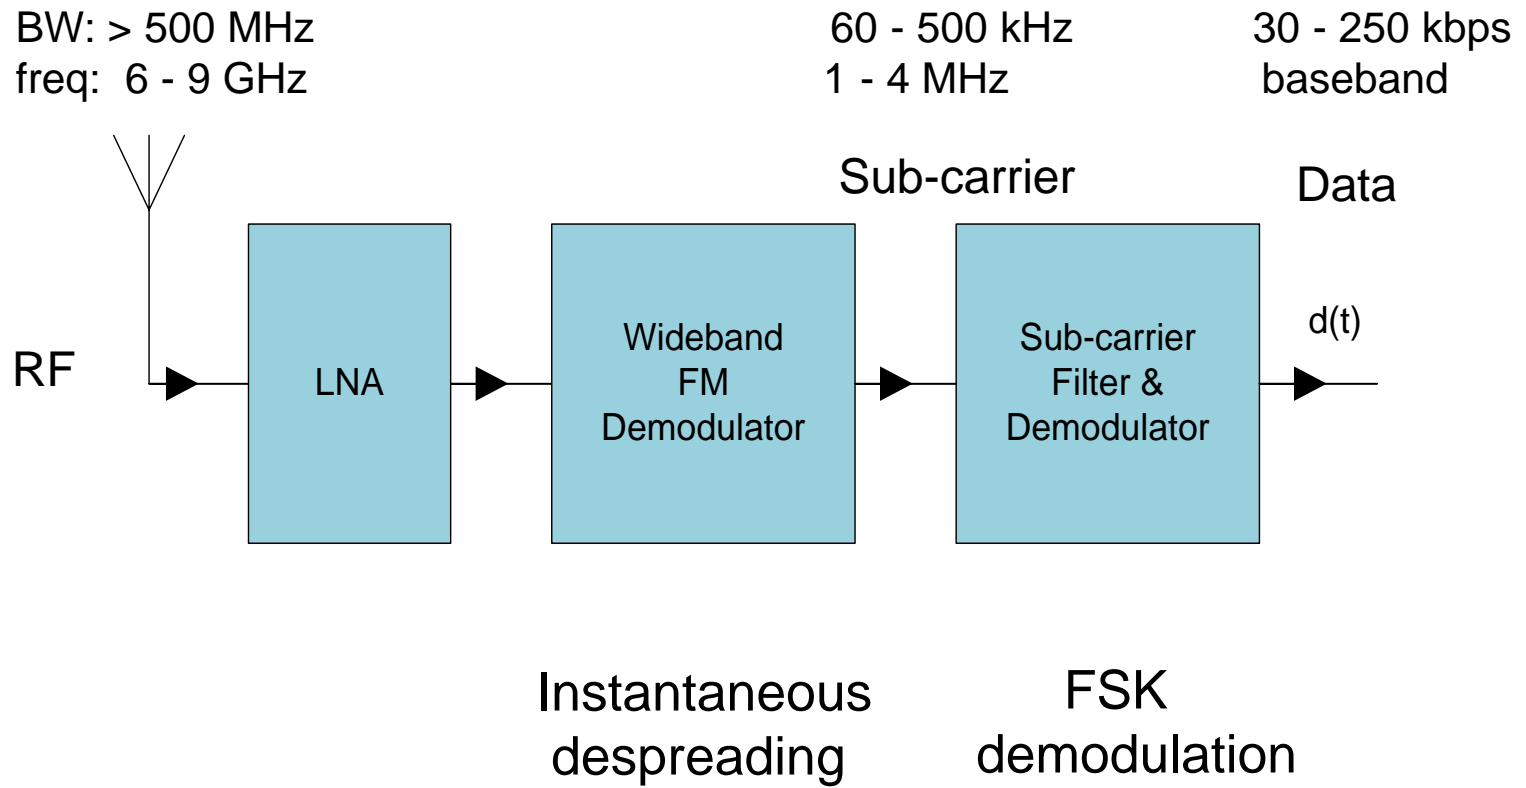 BW: > 500 MHz
freq: 6 - 9 GHz
60 - 500 kHz
1 - 4 MHz
30 - 250 kbps
baseband
Sub-carrier
Data
RF
LNA
Wideband
FM
Demodulator
Sub-carrier
Filter &
Demodulator
d(t)
Instantaneous
despreading
FSK
demodulation